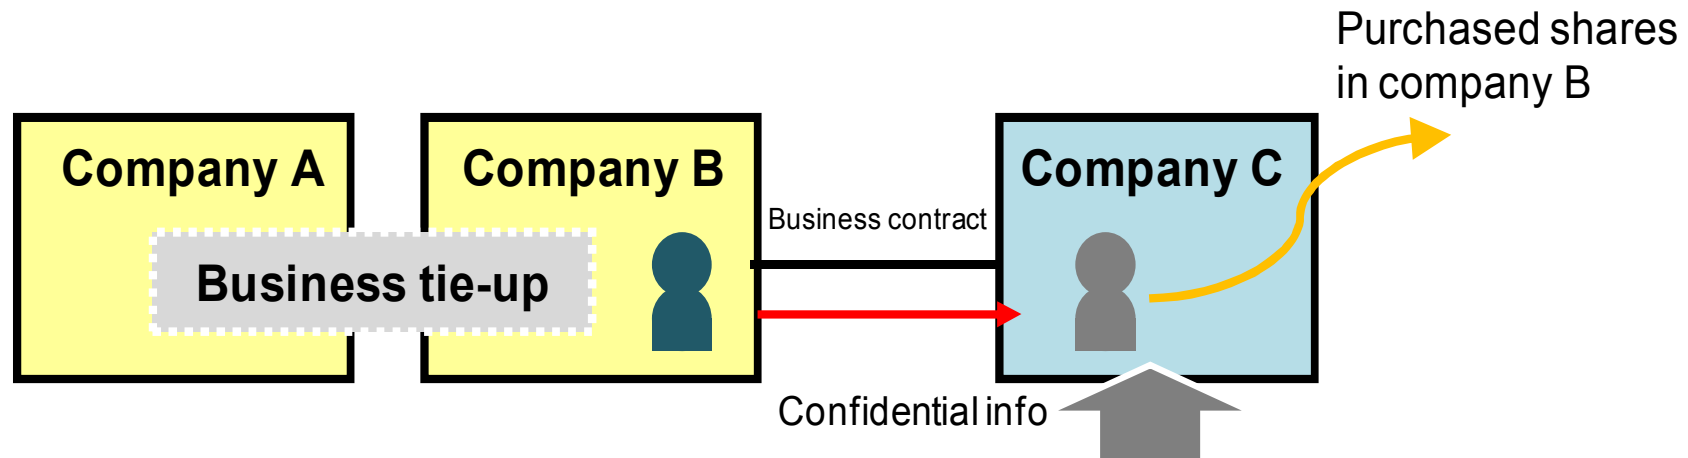 Purchased shares
in company B
Company A
Company B
Company C
Business contract
Business tie-up
Confidential info